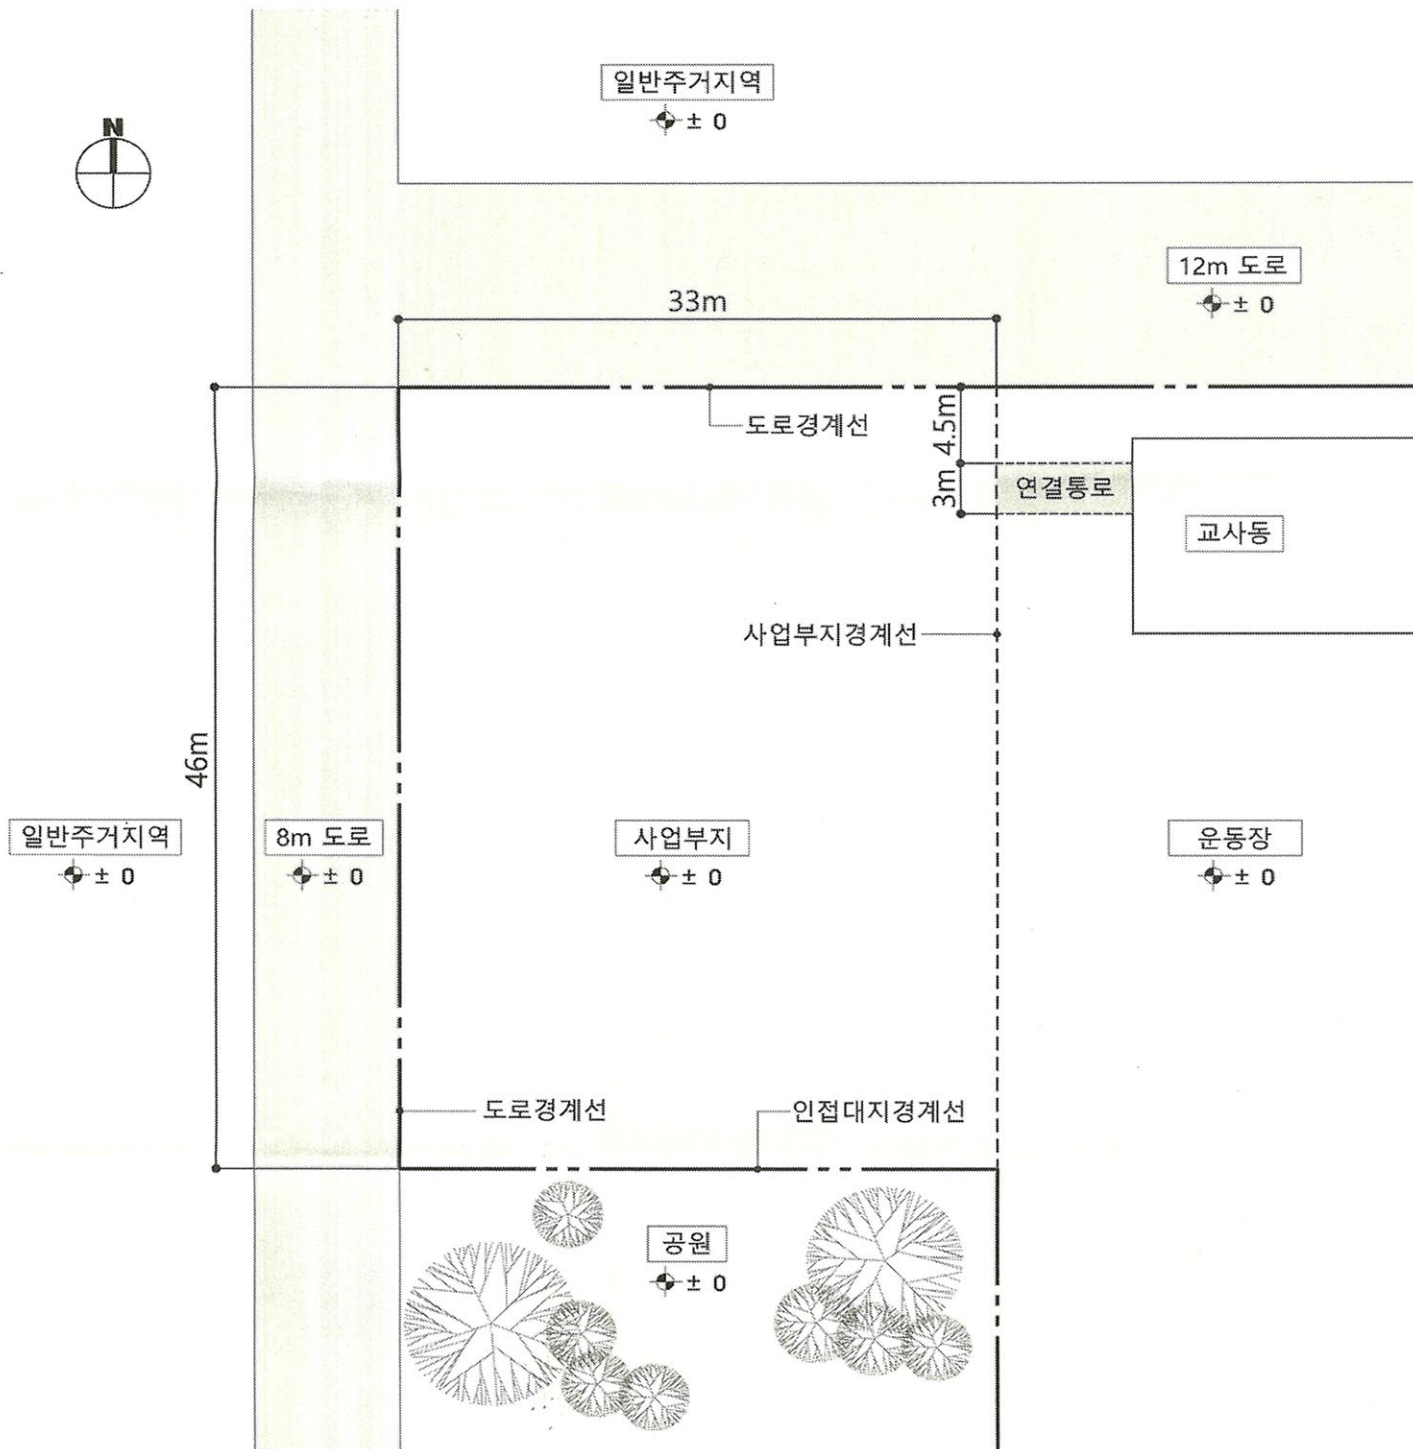 일반주거지역
± 0
N
12m 도로
± 0
33m
도로경계선
4.5m
3m
연결통로
교사동
사업부지경계선
46m
일반주거지역
± 0
8m 도로
± 0
사업부지
± 0
운동장
± 0
도로경계선
인접대지경계선
공원
± 0